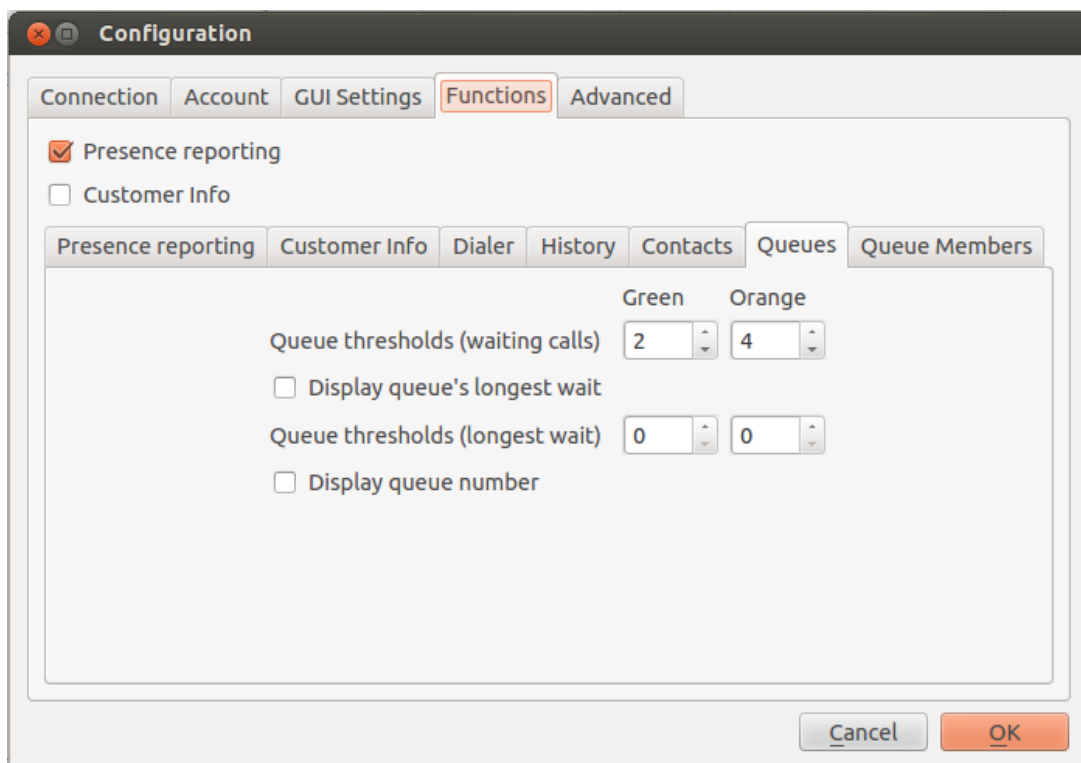 Configuration
Connection Account GUI Settings Functions Advanced
Presence reporting
Customer Info
Presence reporting Customer Info Dialer History Contacts Queues Queue Members
Green Orange
Queue thresholds (waiting calls) 2 4
Display queue's longest wait
Queue thresholds (longest wait) 0 0
Display queue number
Cancel OK